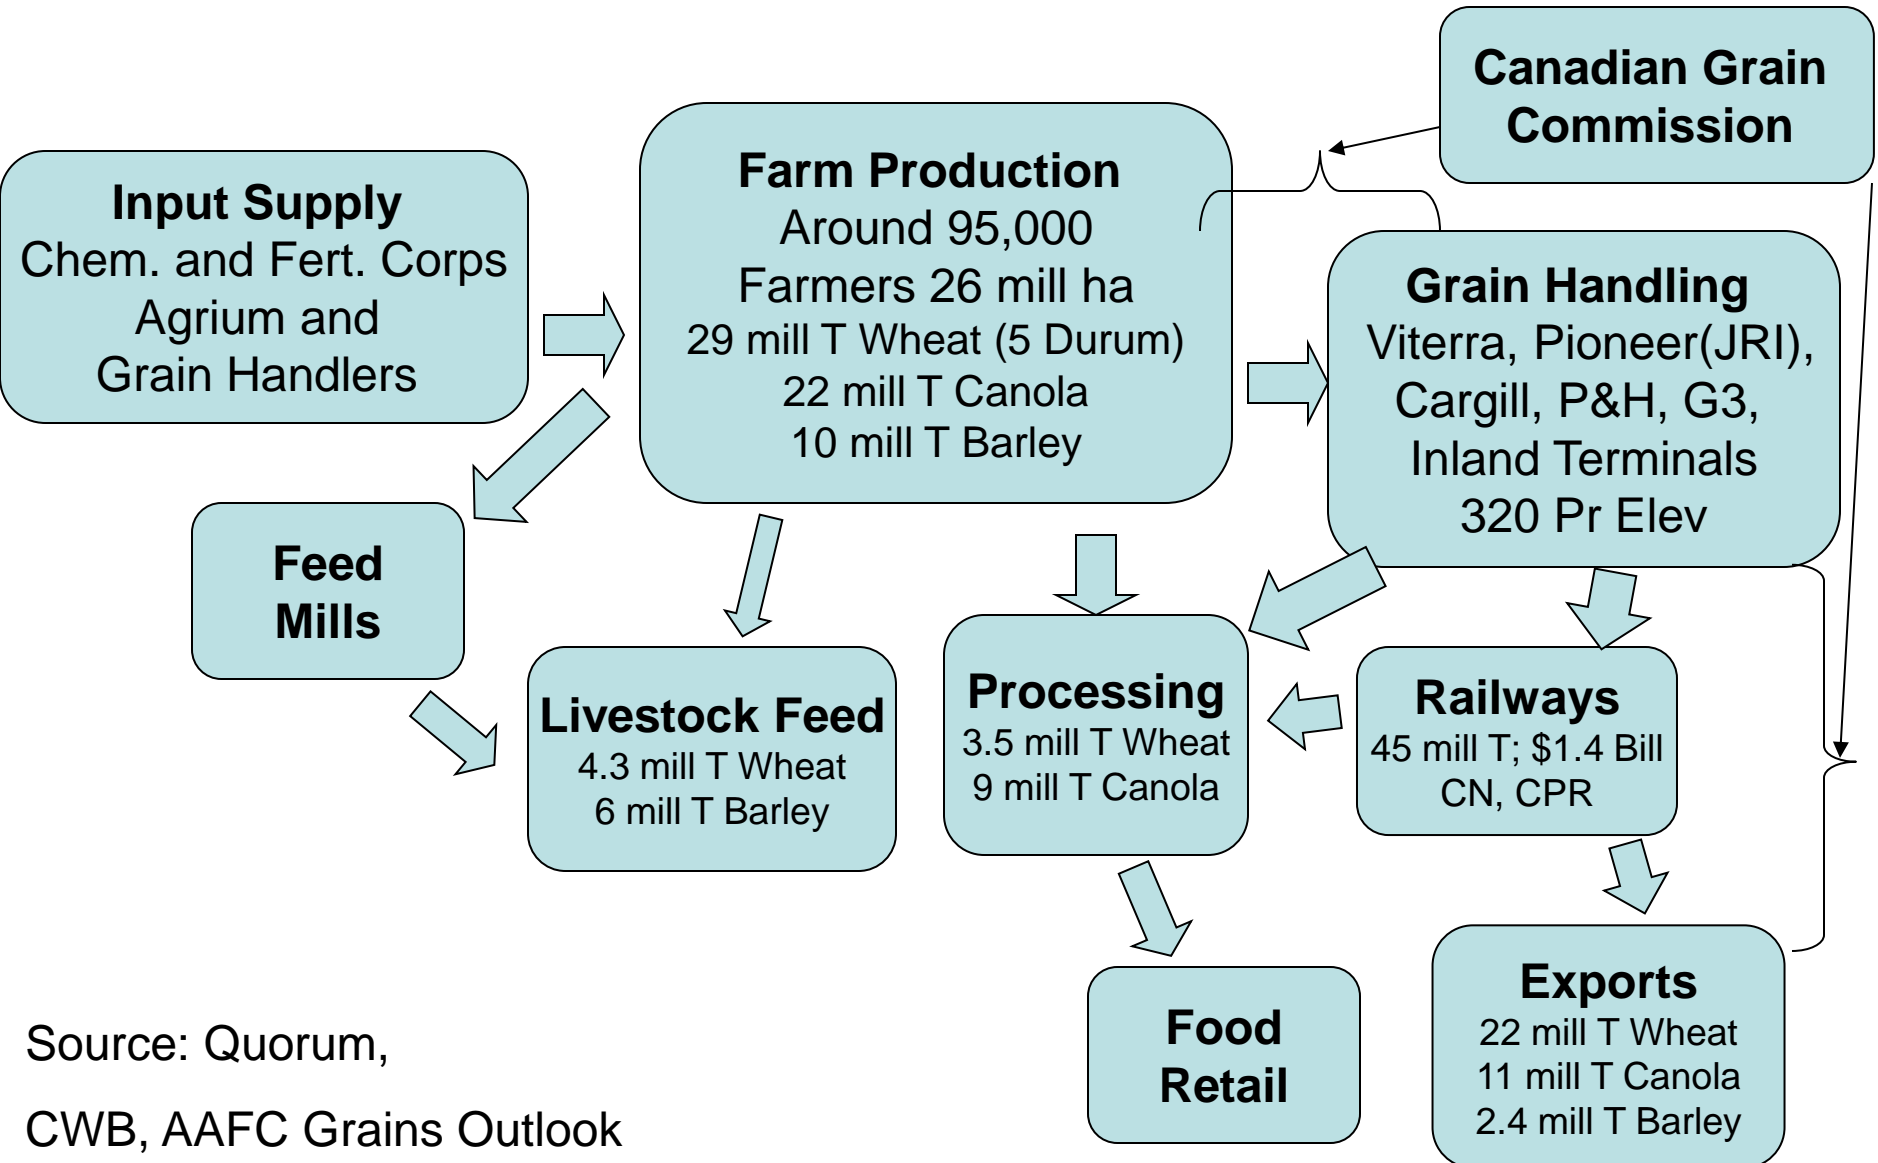 Canadian Grain
Commission
Input Supply
Chem. and Fert. Corps
Agrium and
Grain Handlers
Farm Production
Around 95,000
Farmers 26 mill ha
29 mill T Wheat (5 Durum)
22 mill T Canola
10 mill T Barley
Grain Handling
Viterra, Pioneer(JRI),
Cargill, P&H, G3,
Inland Terminals
320 Pr Elev
Feed
Mills
Livestock Feed
4.3 mill T Wheat
6 mill T Barley
Processing
3.5 mill T Wheat
9 mill T Canola
Railways
45 mill T; $1.4 Bill
CN, CPR
Food
Retail
Exports
22 mill T Wheat
11 mill T Canola
2.4 mill T Barley
Source: Quorum,
CWB, AAFC Grains Outlook